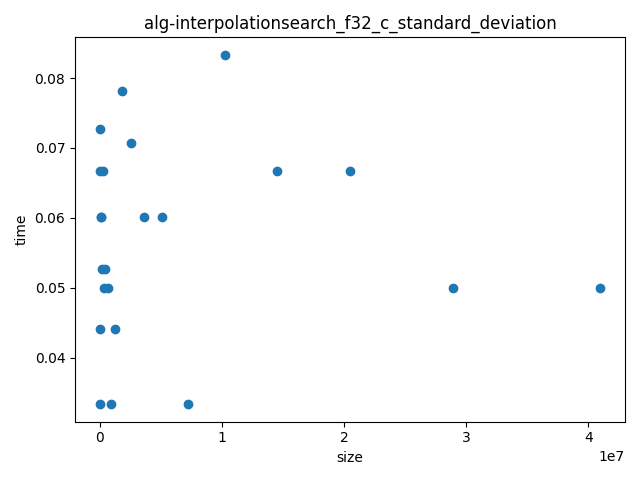 alg-interpolationsearch_f32_c_standard_deviation
0.08
0.07
0.06
0.05
0.04
time
0 1 2 3 4
1e7
size